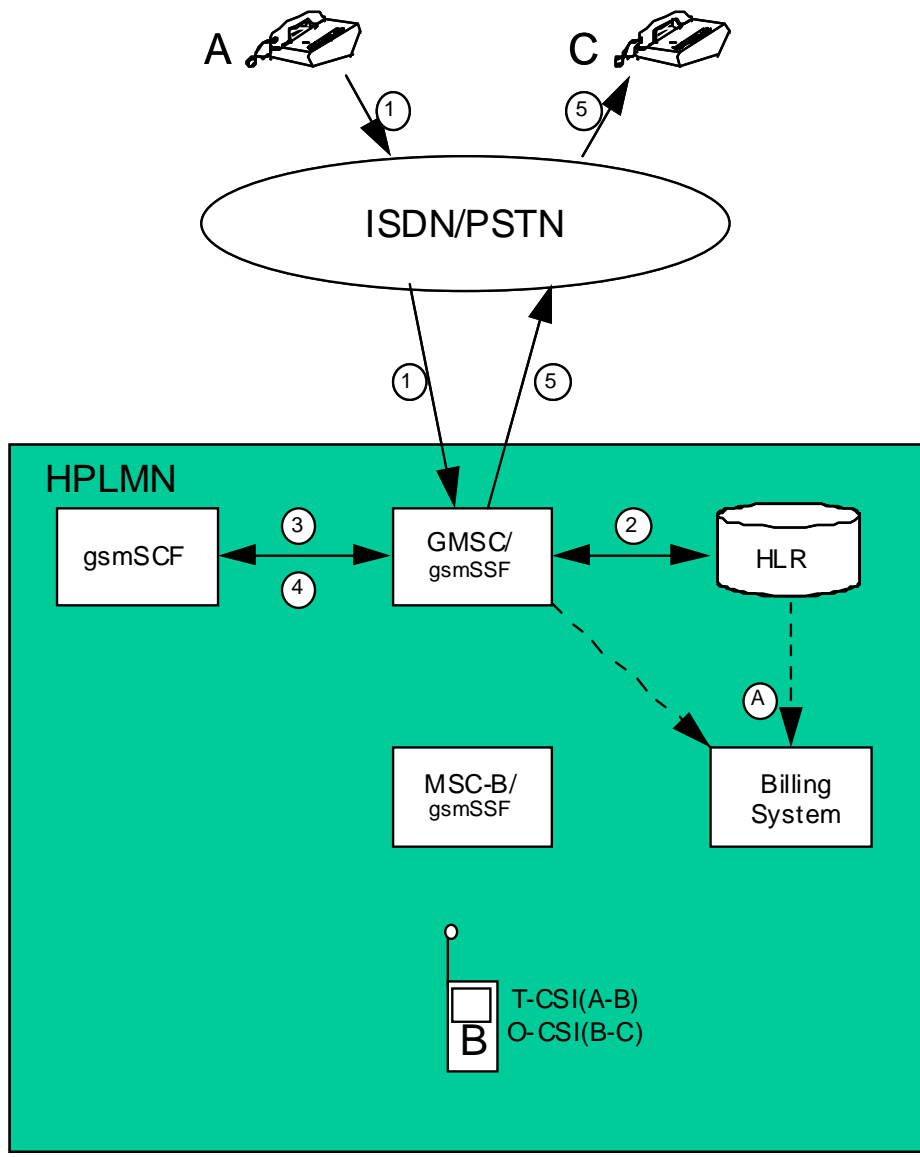 A
C
1
5
ISDN/PSTN
1
5
HPLMN
gsmSCF
3
4
GMSC/
gsmSSF
2
HLR
A
MSC-B/
gsmSSF
Billing
System
T-CSI(A-B)
O-CSI(B-C)
B